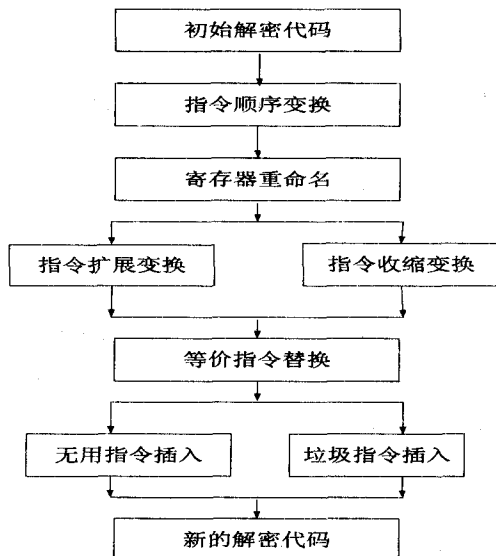 初始解密代码
指令顺序变换
寄存器重命名
指令扩展变换
指令收缩变换
等价指令替换
无用指令插入
垃圾指令插入
新的解密代码